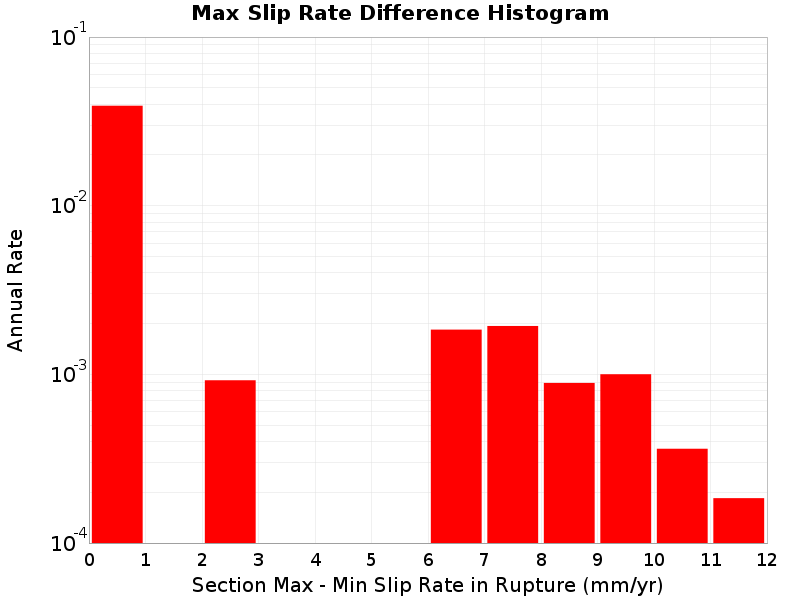 Max Slip Rate Difference Histogram
10-1
10-2
10-3
10-4
Annual Rate
0 1 2 3 4 5 6 7 8 9 10 11 12
Section Max - Min Slip Rate in Rupture (mm/yr)